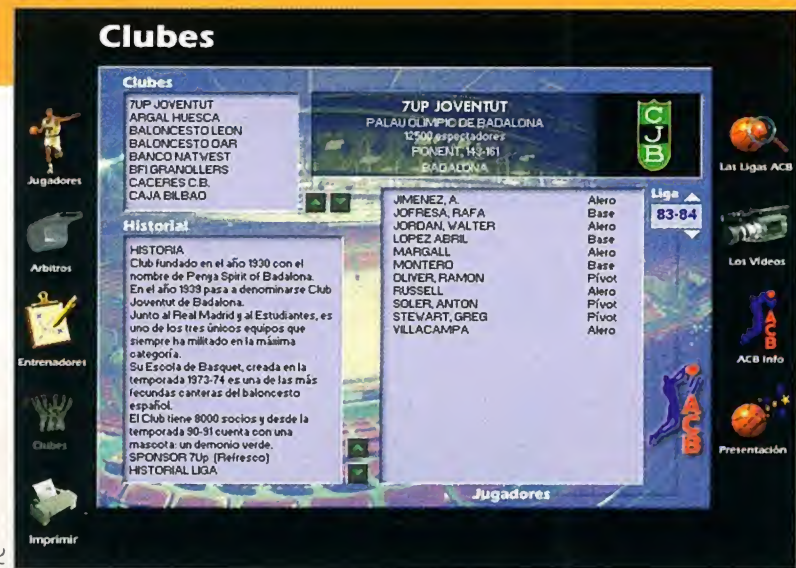 Clubes
Jugadores
Arbitros
Entrenadores
Clubes
Imprimir
Clubes
7UP JOVENTUT
ARGAL HUESCA
BALONCESTO LEON
BALONCESTO OAR
BANCO NATWEST
BFI GRANOLLERS
CACERES C.B.
CAJA BILBAO
7UP JOVENTUT
PALAU OLIMPIC DE BADALONA
12500 espectadores
PONENT, 143-161
BADALONA
CJB
Historial
HISTORIA
Club fundado en el año 1930 con el
nombre de Penya Spirit of Badalona.
En el año 1939 pasa a denominarse Club
Joventut de Badalona.
Junto al Real Madrid y al Estudiantes, es
uno de los tres únicos equipos que
siempre ha militado en la máxima
categoría.
Su Escola de Basquet, creada en la
temporada 1973-74 es una de las más
fecundas canteras del baloncesto
español.
El Club tiene 8000 socios y desde la
temporada 90-91 cuenta con una
mascota: un demonio verde.
SPONSOR 7Up (Refresco)
HISTORIAL LIGA
JIMENEZ, A. Alero
JOFRESA, RAFA Base
JORDAN, WALTER Alero
LOPEZ ABRIL Base
MARGALL Alero
MONTERO Base
OLIVER, RAMON Pívot
RUSSELL Alero
SOLER, ANTON Pívot
STEWART, GREG Pívot
VILLACAMPA Alero
Jugadores
Liga
83-84
ACB
Las Ligas ACB
Los Vídeos
ACB
ACB Info
Presentación